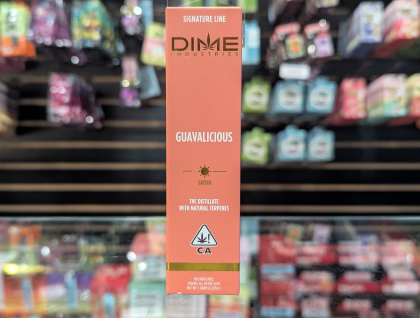 SIGNATURE LINE
DIME
INDUSTRIES
GUAVALICIOUS
SATIVA
THC DISTILLATE
WITH NATURAL TERPENES
CA